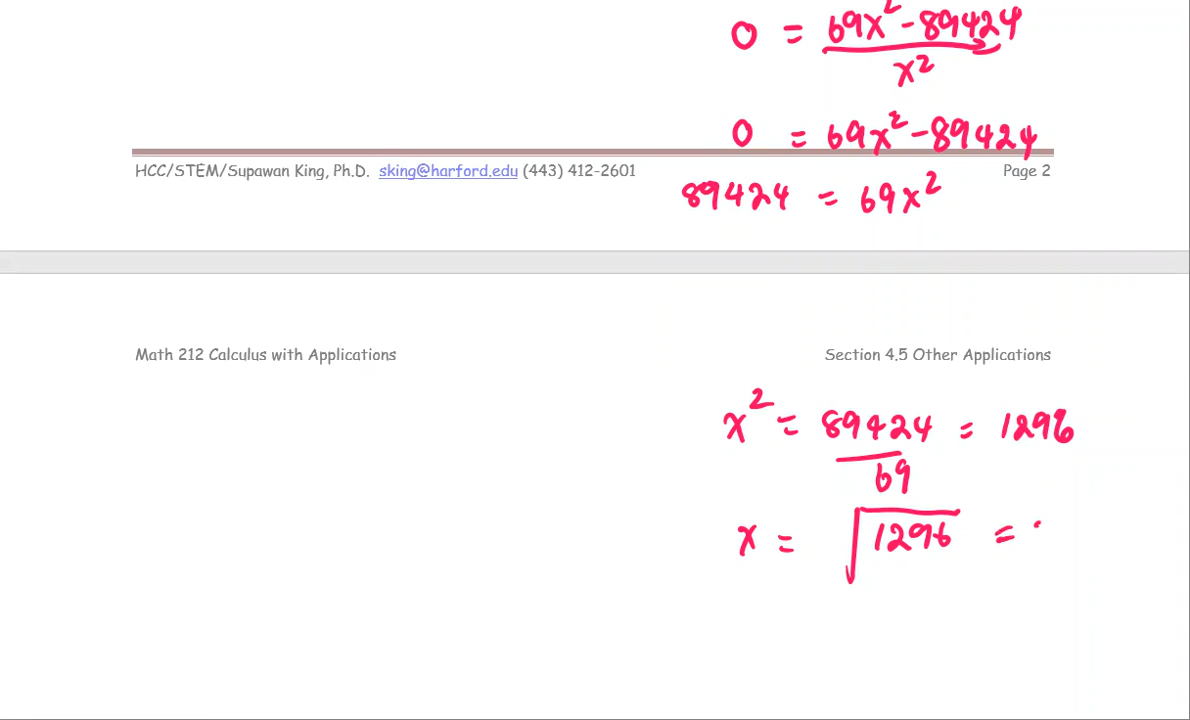 0 = 69x² - 89424
x²
0 = 69x² - 89424
HCC/STEM/Supawan King, Ph.D. sking@harford.edu (443) 412-2601 Page 2
89424 = 69x²
Math 212 Calculus with Applications Section 4.5 Other Applications
x² = 89424 = 1296
69
x = √1296 =